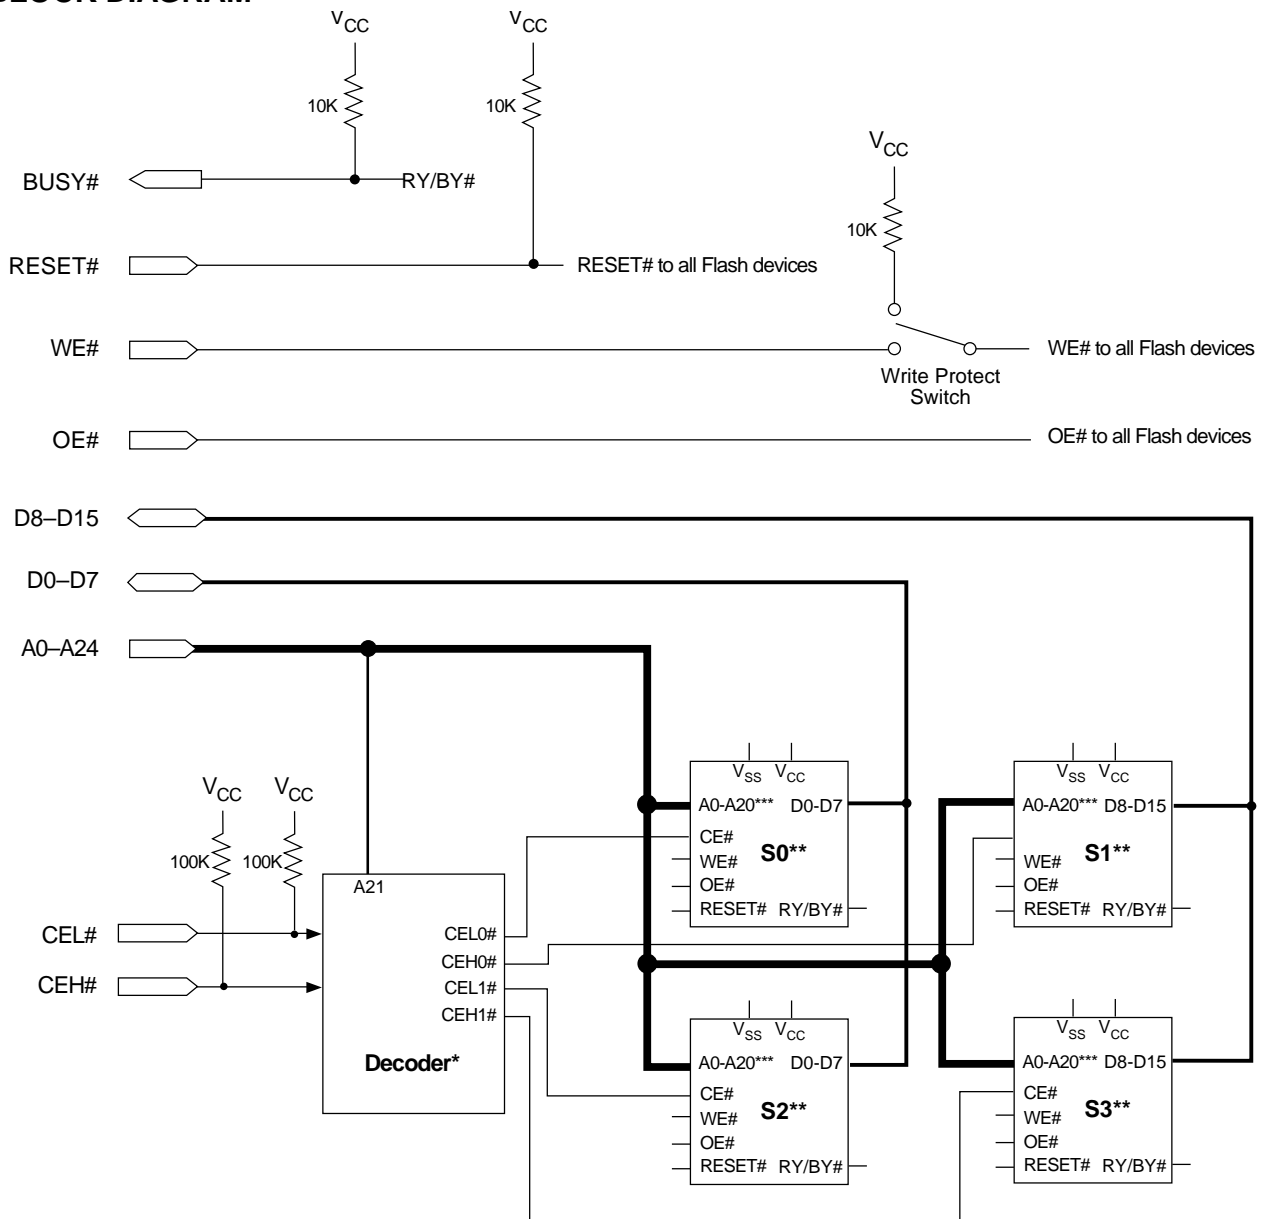 BLOCK DIAGRAM
VCC
VCC
10K
10K
VCC
BUSY#
RY/BY#
10K
RESET#
RESET# to all Flash devices
WE#
WE# to all Flash devices
Write Protect
Switch
OE#
OE# to all Flash devices
D8–D15
D0–D7
A0–A24
VSS VCC
VSS VCC
VCC
VCC
A0-A20*** D0-D7
A0-A20*** D8-D15
CE#
S0**
S1**
100K
100K
WE#
WE#
A21
OE#
OE#
RESET# RY/BY#
RESET# RY/BY#
CEL#
CEL0#
CEH0#
CEH#
CEL1#
CEH1#
VSS VCC
VSS VCC
Decoder*
A0-A20*** D0-D7
A0-A20*** D8-D15
CE#
CE#
S2**
S3**
WE#
WE#
OE#
OE#
RESET# RY/BY#
RESET# RY/BY#